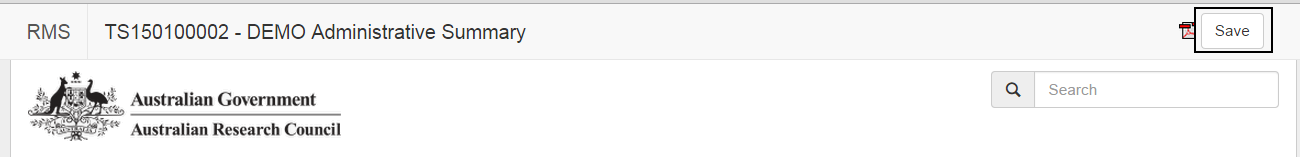 RMS TS150100002 - DEMO Administrative Summary Save
Australian Government
Australian Research Council
Search